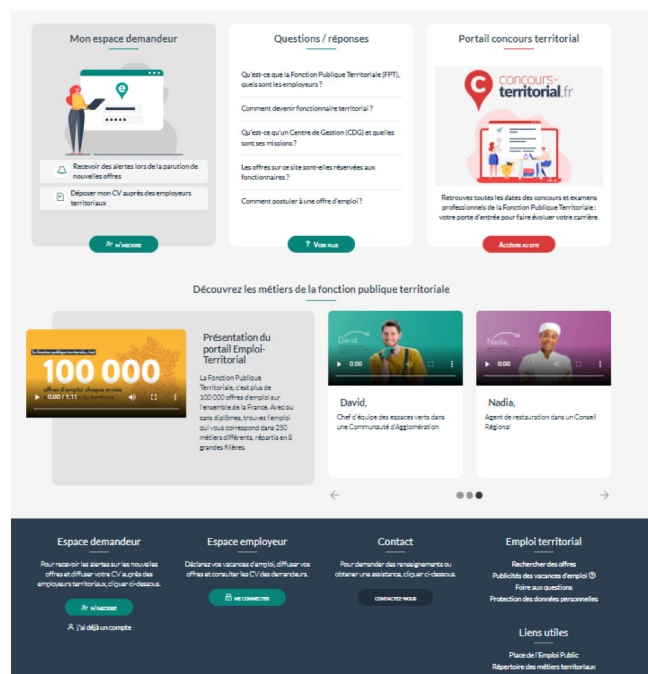 Mon espace demandeur
Recevoir des alertes lors de la parution de
nouvelles offres
Déposer mon CV auprès des employeurs
territoriaux
M'INSCRIRE
Questions / réponses
Qu'est-ce que la Fonction Publique Territoriale (FPT),
quels sont les employeurs ?
Comment devenir fonctionnaire territorial ?
Qu'est-ce qu'un Centre de Gestion (CDG) et quelles
sont ses missions ?
Les offres sur ce site sont-elles réservées aux
fonctionnaires ?
Comment postuler à une offre d'emploi ?
? VOIR PLUS
Portail concours territorial
CONCOURS-
territorial.fr
Retrouvez toutes les dates des concours et examens
professionnels de la Fonction Publique Territoriale :
votre porte d'entrée pour faire évoluer votre carrière.
ACCÉDER AU SITE
Découvrez les métiers de la fonction publique territoriale
la fonction publique territoriale, c'est
100 000
offres d'emploi chaque année
0:00 / 1:11
Présentation du
portail Emploi-
Territorial
La Fonction Publique
Territoriale, c'est plus de
100 000 offres d'emploi sur
l'ensemble de la France. Avec ou
sans diplômes, trouvez l'emploi
qui vous correspond dans 250
métiers différents, répartis en 8
grandes filières.
David,
0:00
David,
Chef d'équipe des espaces verts dans
une Communauté d'Agglomération
Nadia,
0:00
Nadia,
Agent de restauration dans un Conseil
Régional
Espace demandeur
Pour recevoir les alertes sur les nouvelles
offres et diffuser votre CV auprès des
employeurs territoriaux, cliquer ci-dessous.
M'INSCRIRE
J'ai déjà un compte
Espace employeur
Déclarez vos vacances d'emploi, diffuser vos
offres et consulter les CV des demandeurs.
ME CONNECTER
Contact
Pour demander des renseignements ou
obtenir une assistance, cliquer ci-dessous.
CONTACTEZ-NOUS
Emploi territorial
Rechercher des offres
Publicités des vacances d'emploi ?
Foire aux questions
Protection des données personnelles
Liens utiles
Place de l'Emploi Public
Répertoire des métiers territoriaux